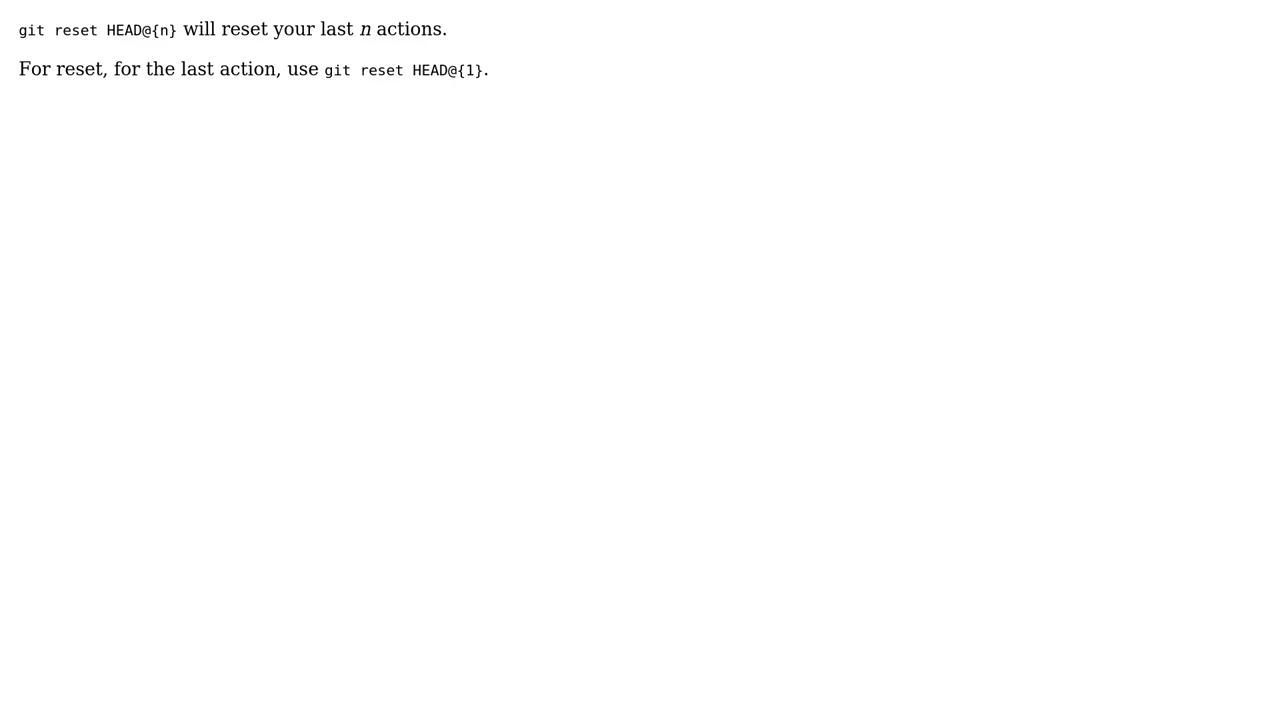 git reset HEAD@{n} will reset your last n actions.
For reset, for the last action, use git reset HEAD@{1}.